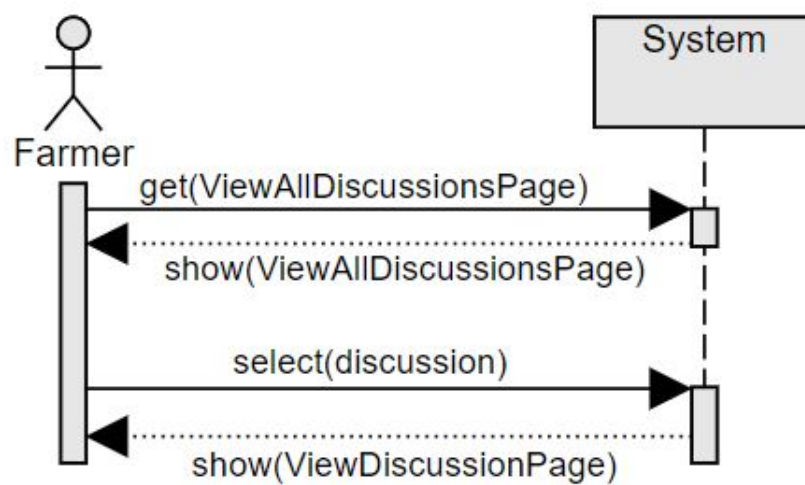 System
Farmer
get(ViewAllDiscussionsPage)
show(ViewAllDiscussionsPage)
select(discussion)
show(ViewDiscussionPage)